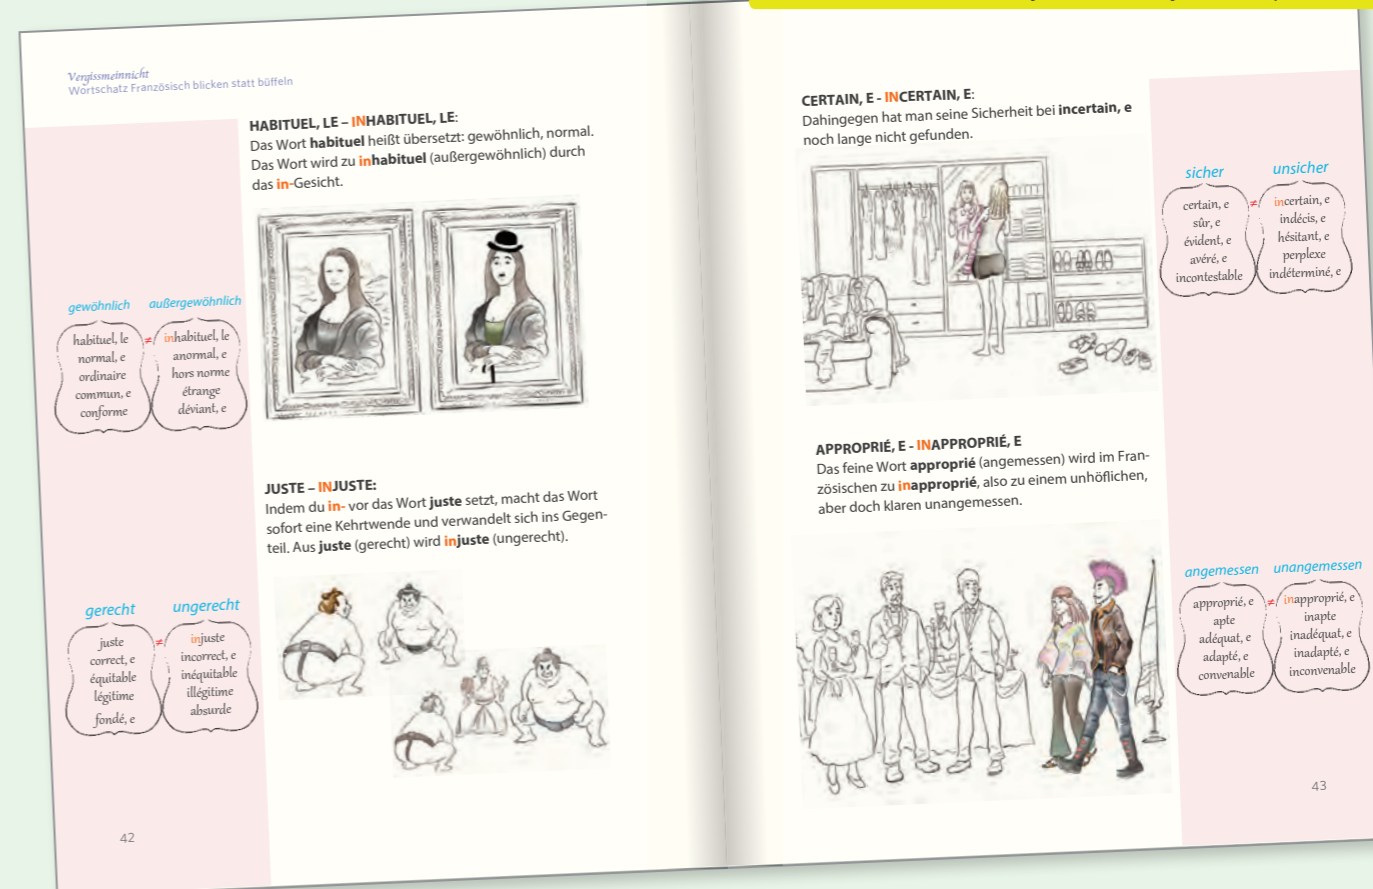 Vergissmeinnicht
Wortschatz Französisch blicken statt büffeln
HABITUEL, LE – INHABITUEL, LE:
Das Wort habituel heißt übersetzt: gewöhnlich, normal.
Das Wort wird zu inhabituel (außergewöhnlich) durch
das in-Gesicht.
gewöhnlich außergewöhnlich
habituel, le ≠ inhabituel, le
normal, e anormal, e
ordinaire hors norme
commun, e étrange
conforme déviant, e
JUSTE – INJUSTE:
Indem du in- vor das Wort juste setzt, macht das Wort
sofort eine Kehrtwende und verwandelt sich ins Gegen-
teil. Aus juste (gerecht) wird injuste (ungerecht).
gerecht ungerecht
juste ≠ injuste
correct, e incorrect, e
équitable inéquitable
légitime illégitime
fondé, e absurde
42
CERTAIN, E - INCERTAIN, E:
Dahingegen hat man seine Sicherheit bei incertain, e
noch lange nicht gefunden.
sicher unsicher
certain, e ≠ incertain, e
sûr, e indécis, e
évident, e hésitant, e
avéré, e perplexe
incontestable indéterminé, e
APPROPRIÉ, E - INAPPROPRIÉ, E
Das feine Wort approprié (angemessen) wird im Fran-
zösischen zu inapproprié, also zu einem unhöflichen,
aber doch klaren unangemessen.
angemessen unangemessen
approprié, e ≠ inapproprié, e
apte inapte
adéquat, e inadéquat, e
adapté, e inadapté, e
convenable inconvenable
43